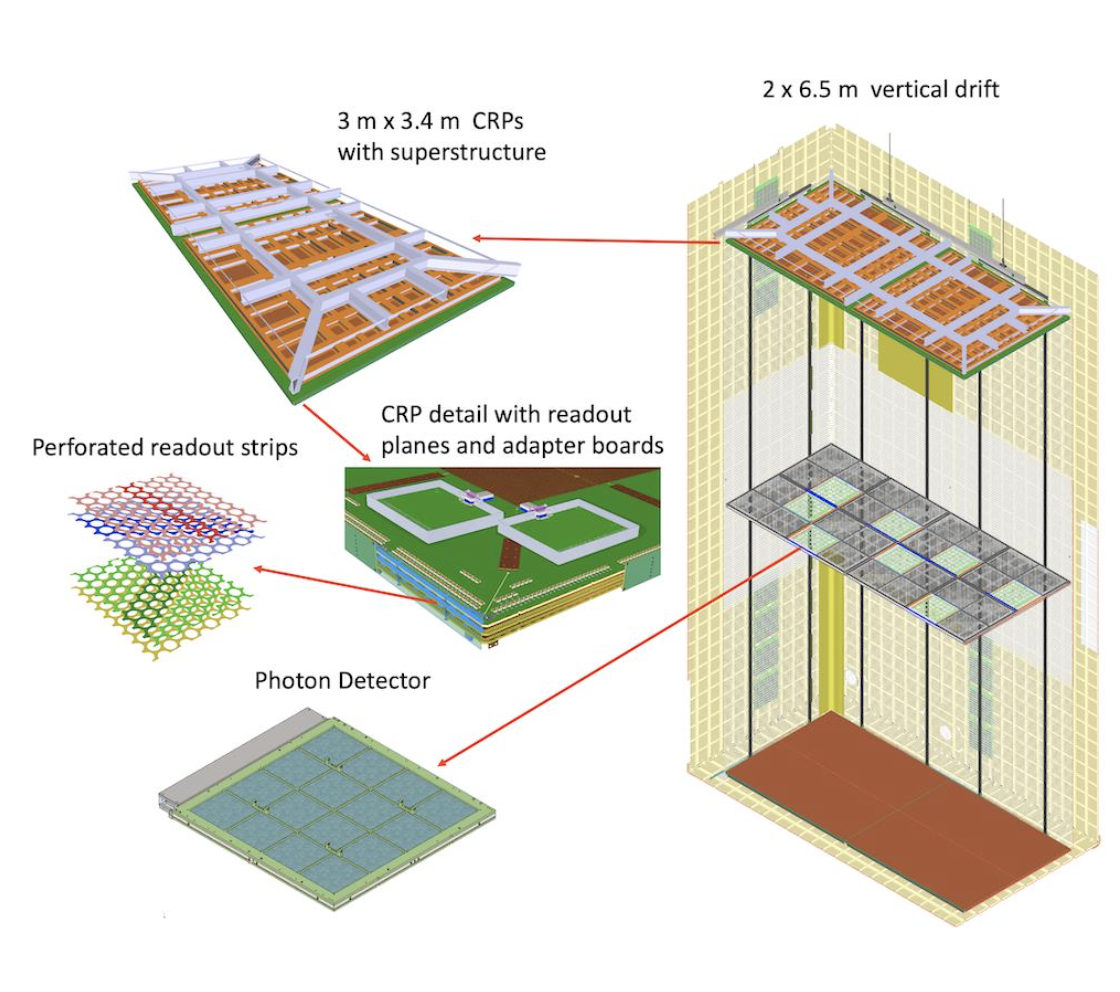 2 x 6.5 m vertical drift
3 m x 3.4 m CRPs
with superstructure
CRP detail with readout
planes and adapter boards
Perforated readout strips
Photon Detector